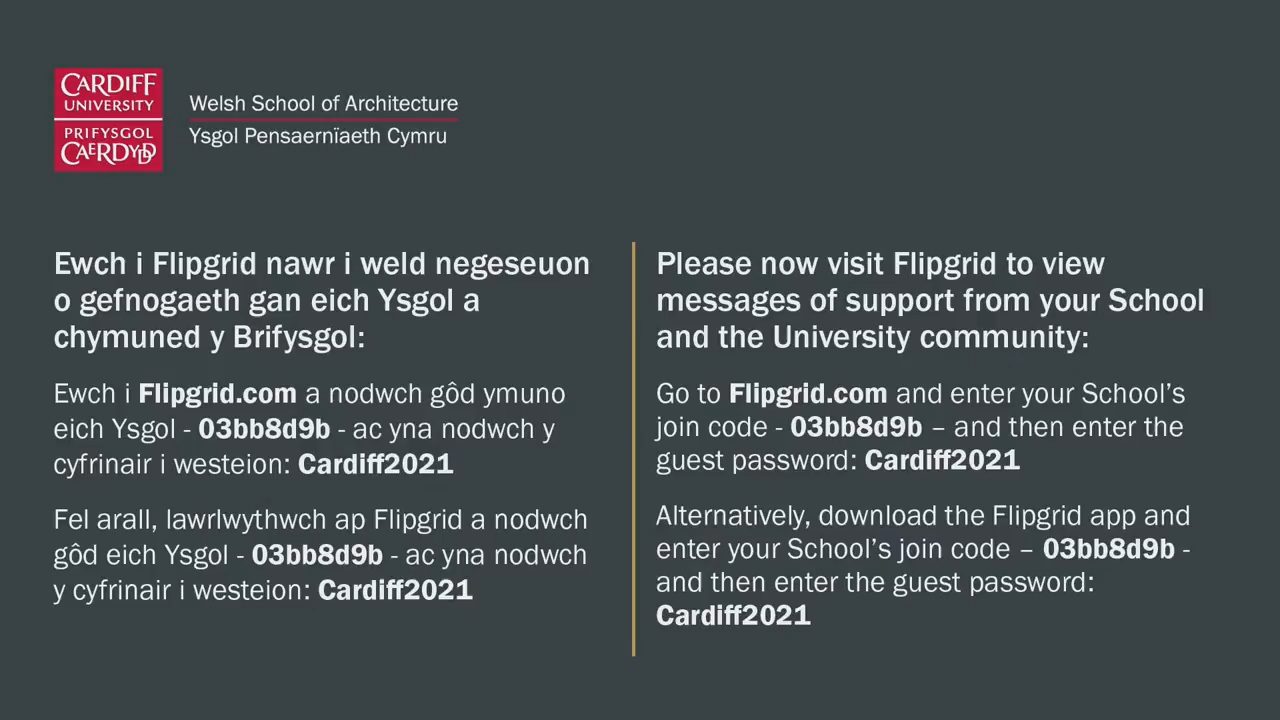 CARDIFF
UNIVERSITY
PRIFYSGOL
CAERDYDD
Welsh School of Architecture
Ysgol Pensaernïaeth Cymru
Ewch i Flipgrid nawr i weld negeseuon
o gefnogaeth gan eich Ysgol a
chymuned y Brifysgol:
Ewch i Flipgrid.com a nodwch gôd ymuno
eich Ysgol - 03bb8d9b - ac yna nodwch y
cyfrinair i westeion: Cardiff2021
Fel arall, lawrlwythwch ap Flipgrid a nodwch
gôd eich Ysgol - 03bb8d9b - ac yna nodwch
y cyfrinair i westeion: Cardiff2021
Please now visit Flipgrid to view
messages of support from your School
and the University community:
Go to Flipgrid.com and enter your School’s
join code - 03bb8d9b – and then enter the
guest password: Cardiff2021
Alternatively, download the Flipgrid app and
enter your School’s join code – 03bb8d9b -
and then enter the guest password:
Cardiff2021